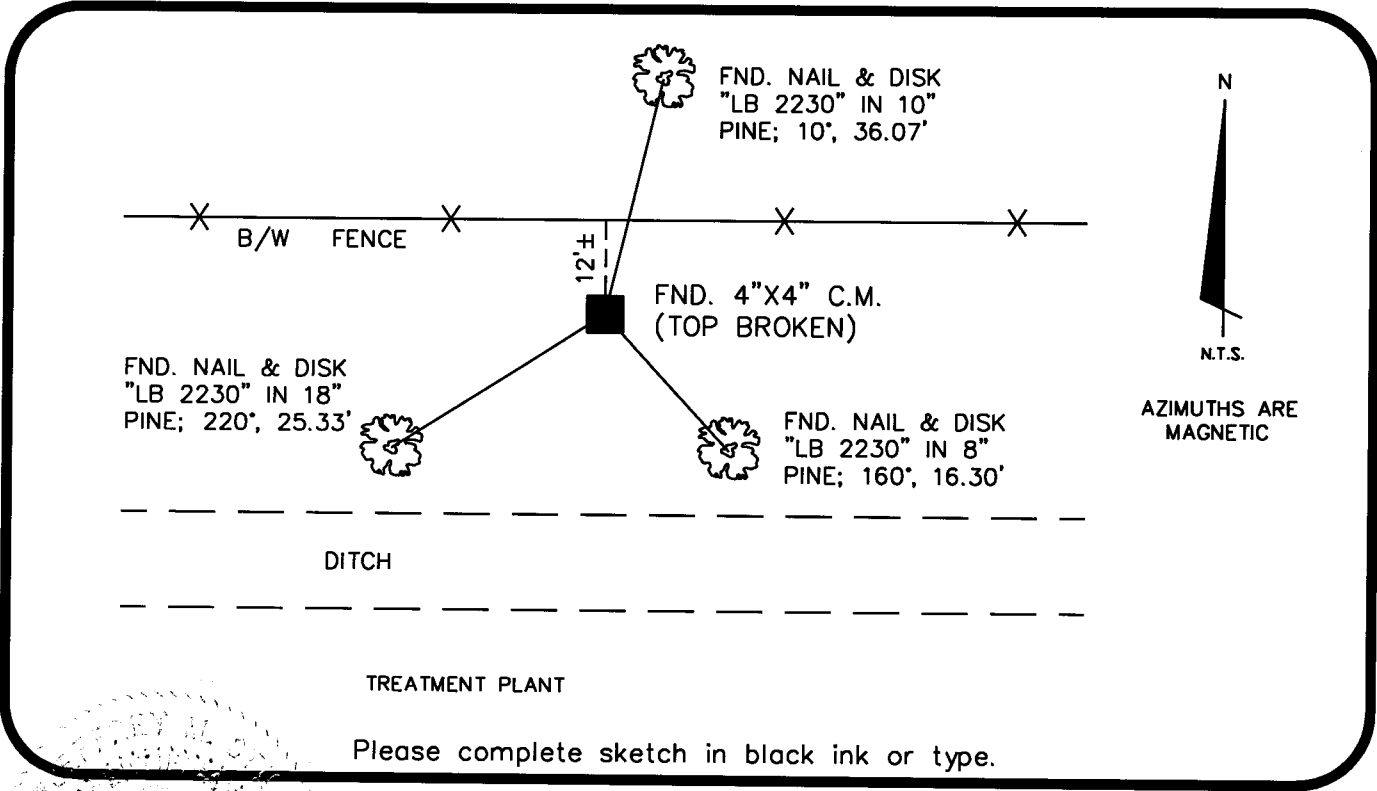 FND. NAIL & DISK
"LB 2230" IN 10"
PINE; 10°, 36.07'
N
B/W FENCE
12'±
FND. 4"X4" C.M.
(TOP BROKEN)
N.T.S.
AZIMUTHS ARE
MAGNETIC
FND. NAIL & DISK
"LB 2230" IN 18"
PINE; 220°, 25.33'
FND. NAIL & DISK
"LB 2230" IN 8"
PINE; 160°, 16.30'
DITCH
TREATMENT PLANT
Please complete sketch in black ink or type.